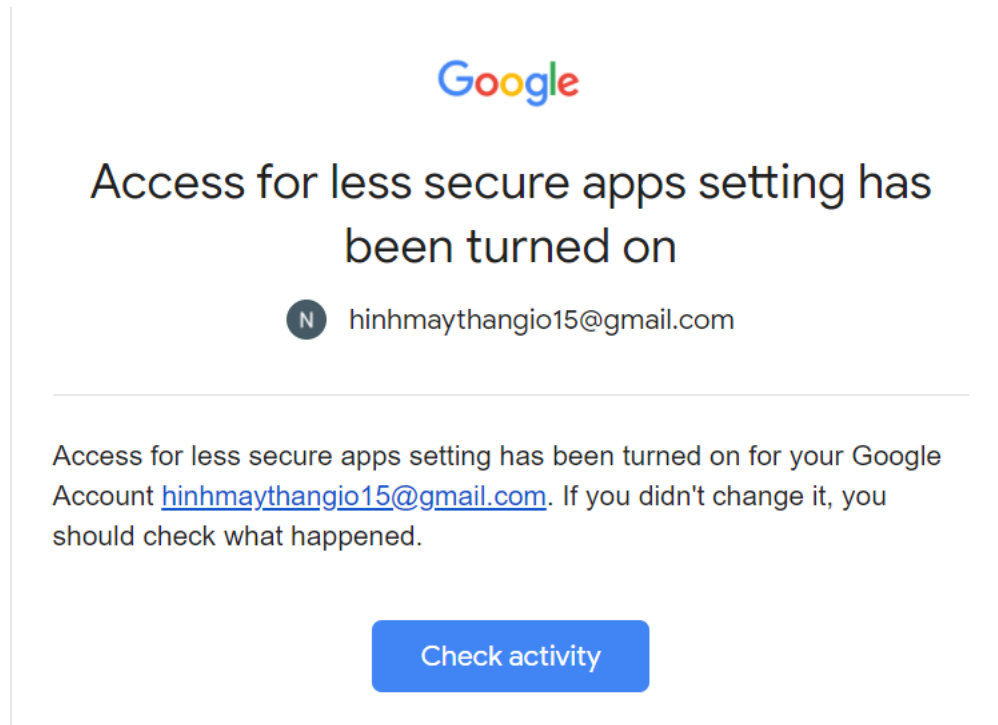 Google
Access for less secure apps setting has
been turned on
N hinhmaythangio15@gmail.com
Access for less secure apps setting has been turned on for your Google
Account hinhmaythangio15@gmail.com. If you didn't change it, you
should check what happened.
Check activity